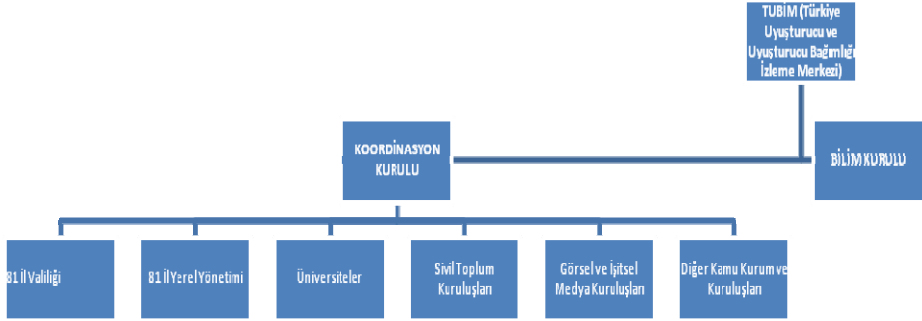 TUBİM (Türkiye
Uyuşturucu ve
Uyuşturucu Bağımlığı
İzleme Merkezi)
KOORDİNASYON
KURULU
BİLİM KURULU
81 İl Valiliği
81 İl Yerel Yönetimi
Üniversiteler
Sivil Toplum
Kuruluşları
Görsel ve İşitsel
Medya Kuruluşları
Diğer Kamu Kurum ve
Kuruluşları